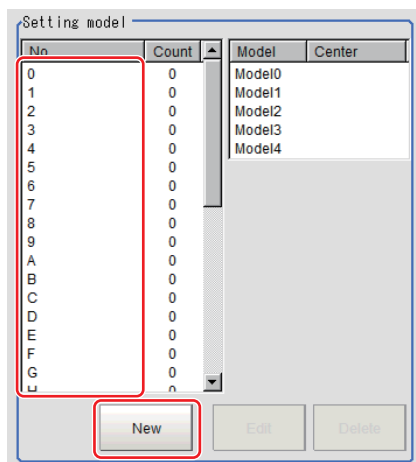 Setting model
No. Count Model Center
0 0 Model0
1 0 Model1
2 0 Model2
3 0 Model3
4 0 Model4
5 0
6 0
7 0
8 0
9 0
A 0
B 0
C 0
D 0
E 0
F 0
G 0
H 0
New Edit Delete